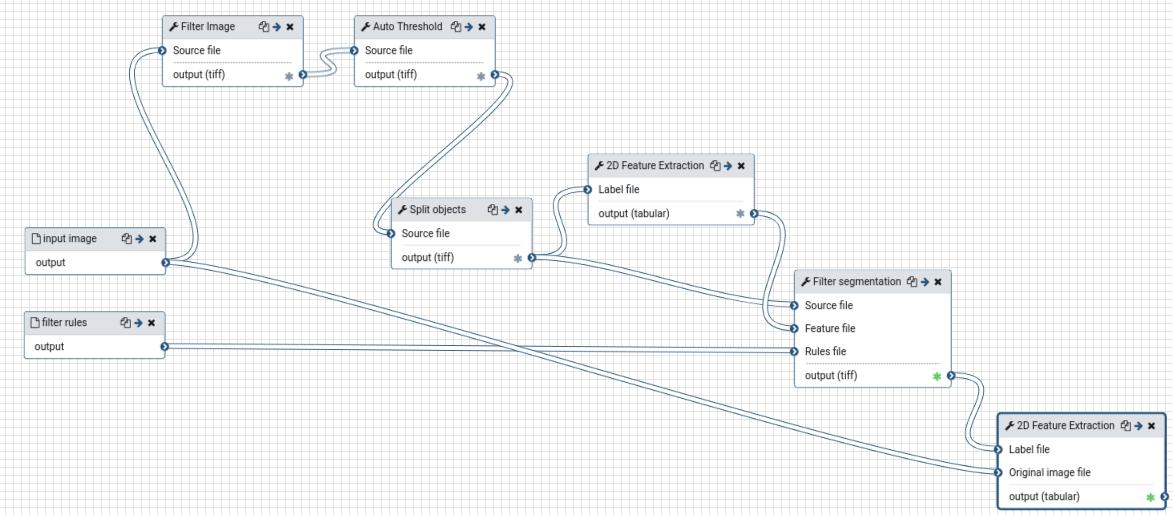 Filter Image
Source file
output (tiff)
Auto Threshold
Source file
output (tiff)
2D Feature Extraction
Label file
output (tabular)
Split objects
Source file
output (tiff)
input image
output
filter rules
output
Filter segmentation
Source file
Feature file
Rules file
output (tiff)
2D Feature Extraction
Label file
Original image file
output (tabular)